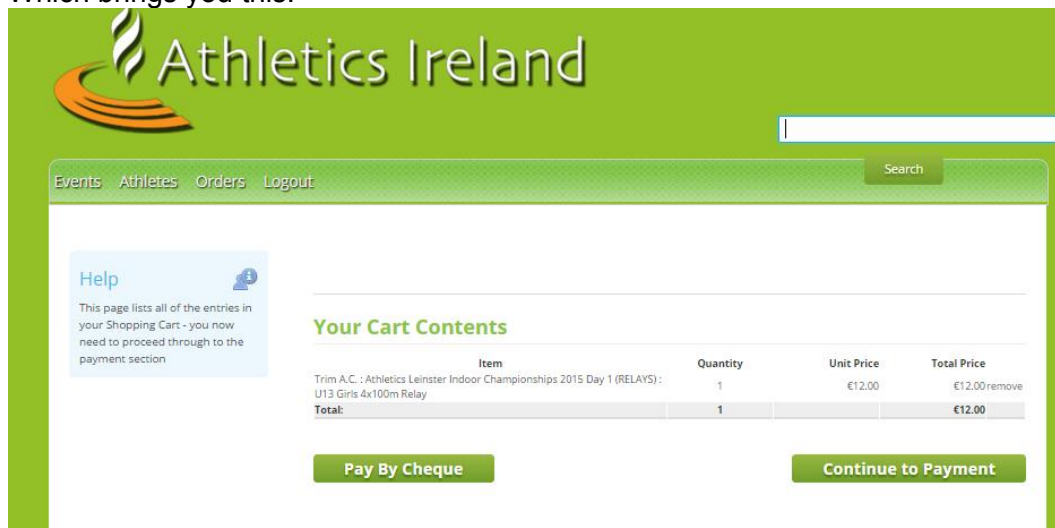 Which brings you this:
Athletics Ireland
Search
Events Athletes Orders Logout
Help
This page lists all of the entries in
your Shopping Cart - you now
need to proceed through to the
payment section
Your Cart Contents
Item Quantity Unit Price Total Price
Trim A.C. : Athletics Leinster Indoor Championships 2015 Day 1 (RELAYS) :
U13 Girls 4x100m Relay 1 €12.00 €12.00 remove
Total: 1 €12.00
Pay By Cheque Continue to Payment